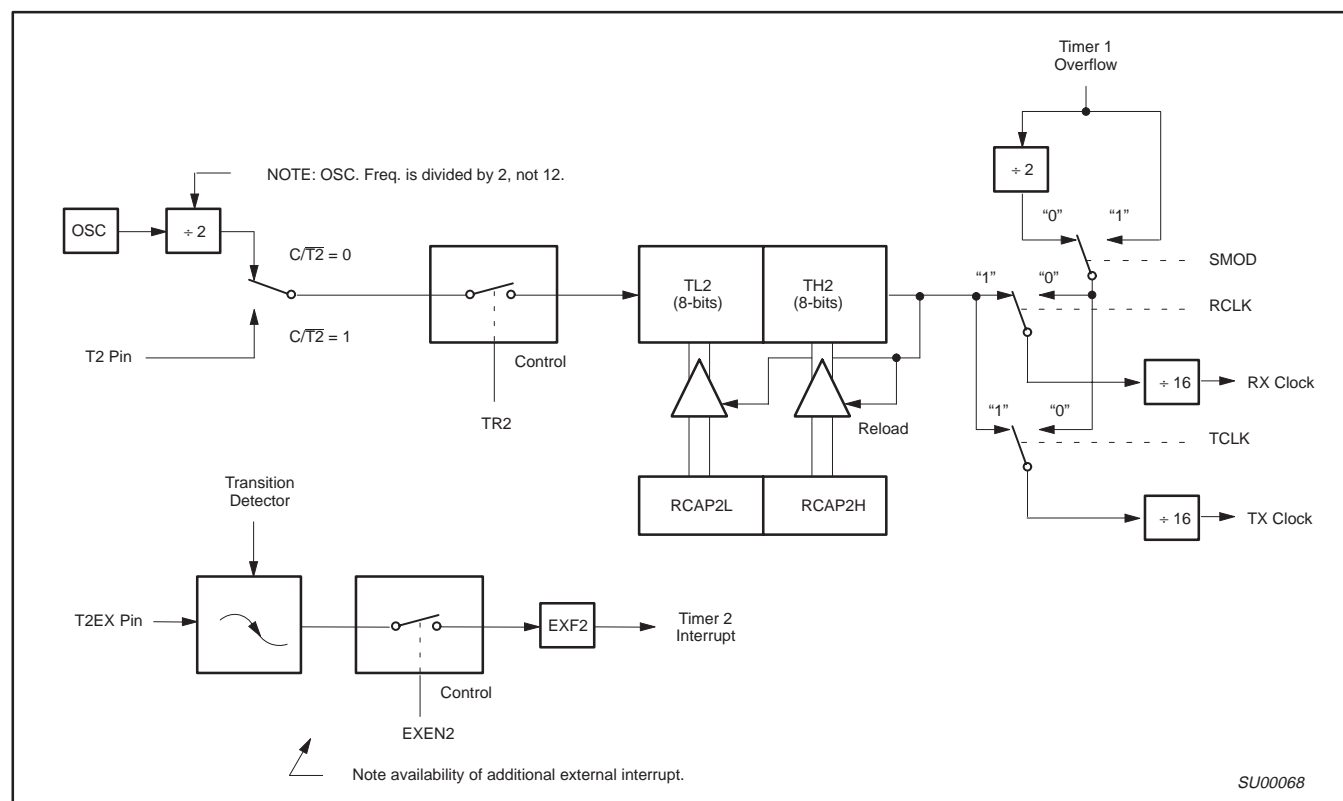 Timer 1
Overflow
NOTE: OSC. Freq. is divided by 2, not 12.
÷ 2
"0"
"1"
OSC
÷ 2
C/T̅2̅ = 0
SMOD
TL2
(8-bits)
TH2
(8-bits)
"1"
"0"
RCLK
C/T̅2̅ = 1
T2 Pin
Control
÷ 16
RX Clock
TR2
Reload
"1"
"0"
TCLK
Transition
Detector
RCAP2L
RCAP2H
÷ 16
TX Clock
T2EX Pin
EXF2
Timer 2
Interrupt
Control
EXEN2
Note availability of additional external interrupt.
SU00068